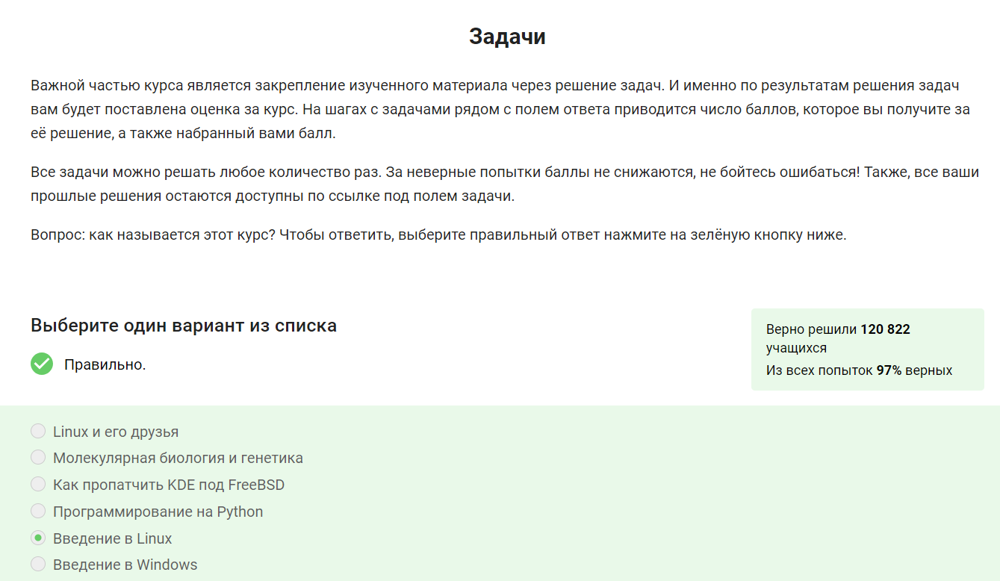 Задачи
Важной частью курса является закрепление изученного материала через решение задач. И именно по результатам решения задач
вам будет поставлена оценка за курс. На шагах с задачами рядом с полем ответа приводится число баллов, которое вы получите за
её решение, а также набранный вами балл.
Все задачи можно решать любое количество раз. За неверные попытки баллы не снижаются, не бойтесь ошибаться! Также, все ваши
прошлые решения остаются доступны по ссылке под полем задачи.
Вопрос: как называется этот курс? Чтобы ответить, выберите правильный ответ нажмите на зелёную кнопку ниже.
Выберите один вариант из списка
Правильно.
Верно решили 120 822
учащихся
Из всех попыток 97% верных
Linux и его друзья
Молекулярная биология и генетика
Как пропатчить KDE под FreeBSD
Программирование на Python
Введение в Linux
Введение в Windows